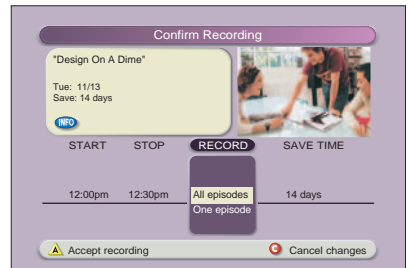 Confirm Recording
"Design On A Dime"
Tue: 11/13
Save: 14 days
INFO
START STOP RECORD SAVE TIME
12:00pm 12:30pm All episodes 14 days
One episode
A Accept recording C Cancel changes